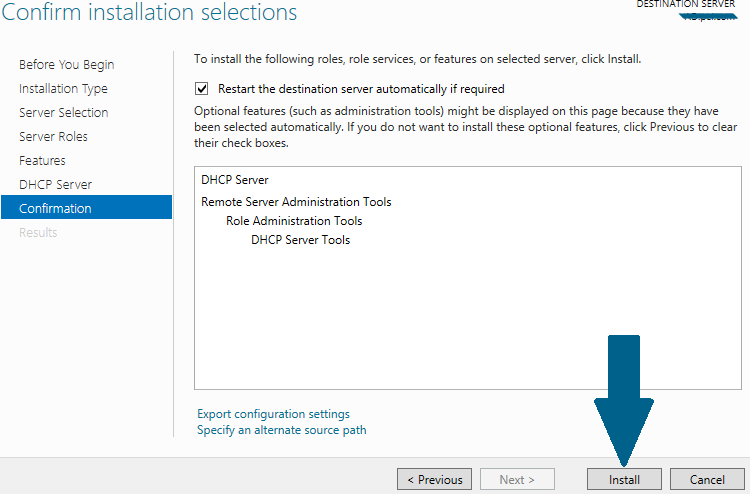 Confirm installation selections
DESTINATION SERVER
Before You Begin
Installation Type
Server Selection
Server Roles
Features
DHCP Server
Confirmation
Results
To install the following roles, role services, or features on selected server, click Install.
Restart the destination server automatically if required
Optional features (such as administration tools) might be displayed on this page because they have
been selected automatically. If you do not want to install these optional features, click Previous to clear
their check boxes.
DHCP Server
Remote Server Administration Tools
Role Administration Tools
DHCP Server Tools
Export configuration settings
Specify an alternate source path
< Previous
Next >
Install
Cancel